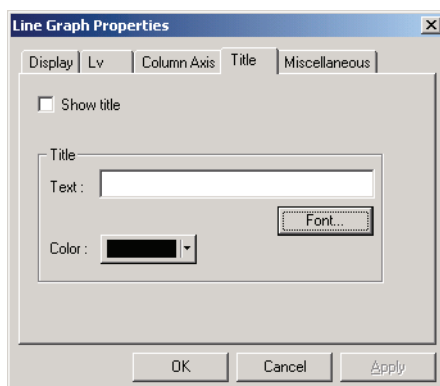 Line Graph Properties
Display Lv Column Axis Title Miscellaneous
Show title
Title
Text :
Font...
Color :
OK Cancel Apply